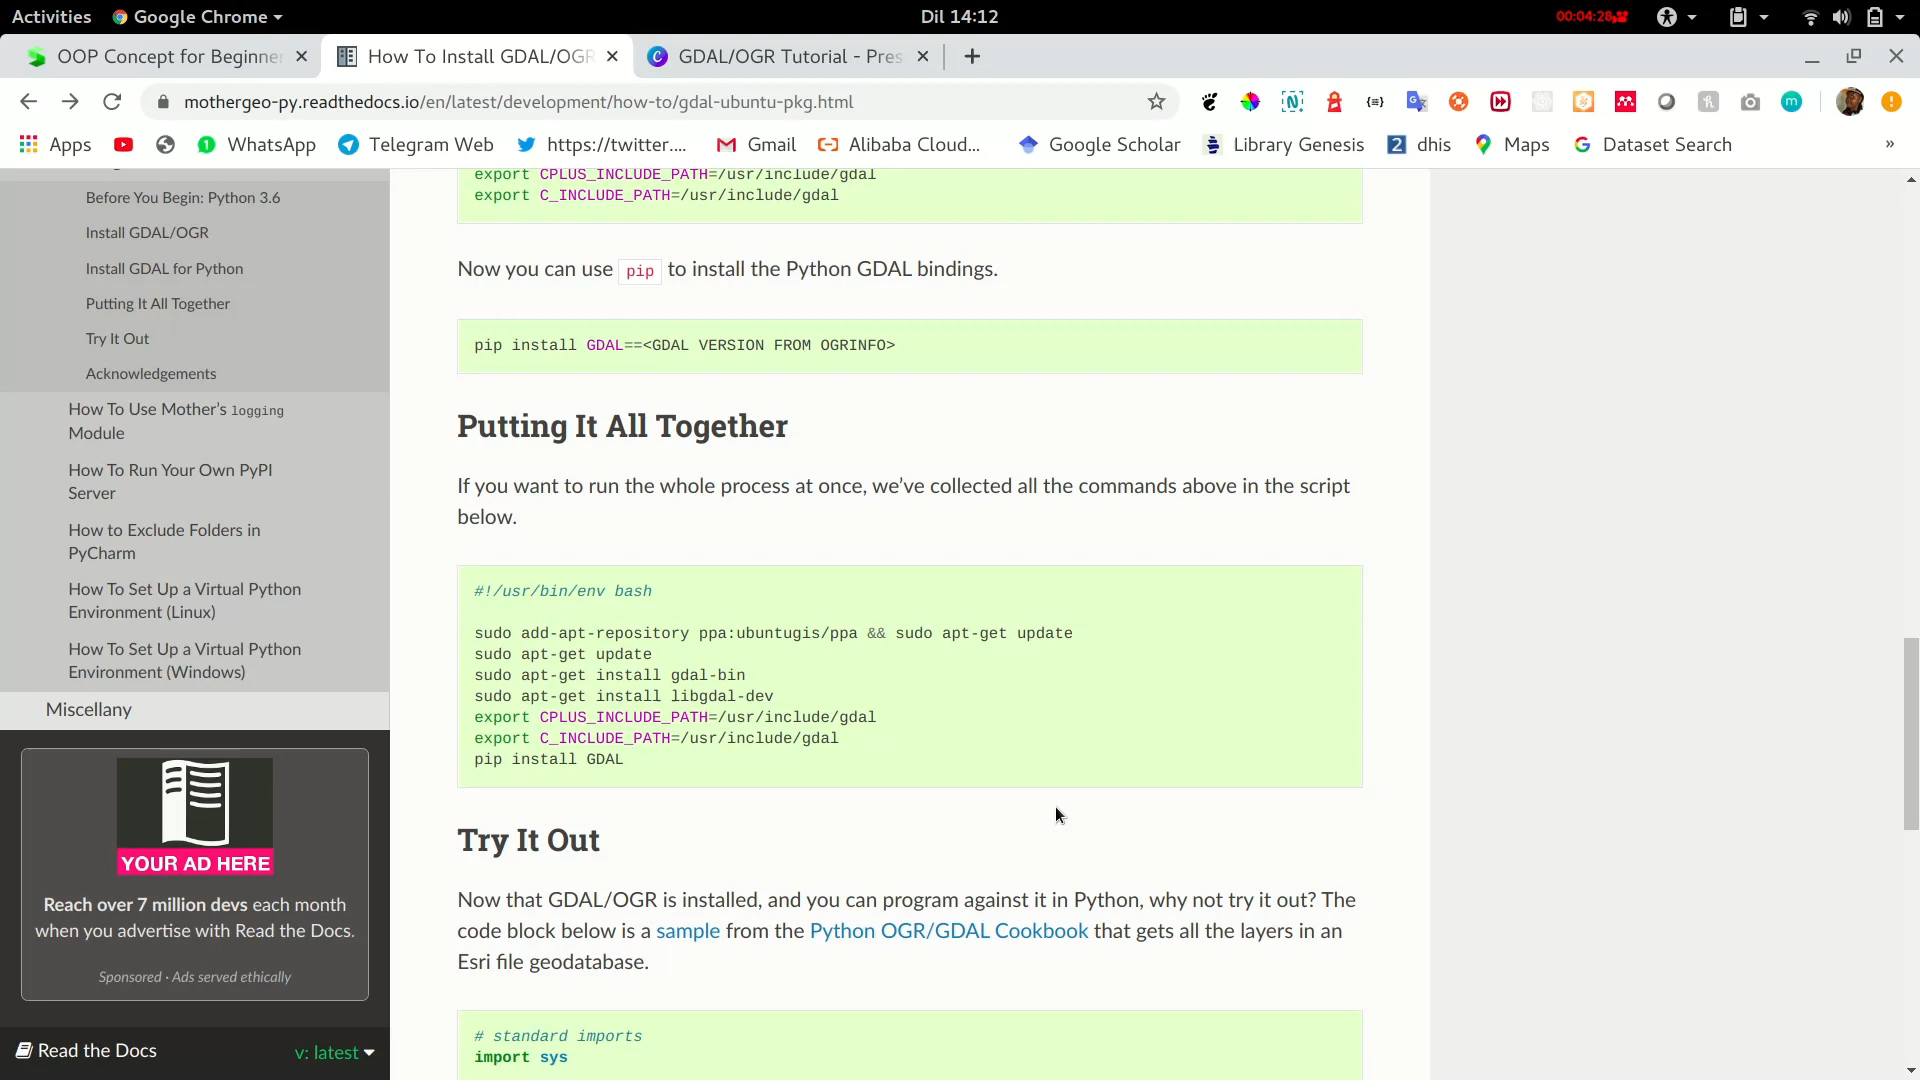 Activities
Google Chrome
Dil 14:12
00:04:28
OOP Concept for Beginner
How To Install GDAL/OGR
GDAL/OGR Tutorial - Pres
mothergeo-py.readthedocs.io/en/latest/development/how-to/gdal-ubuntu-pkg.html
Apps
WhatsApp
Telegram Web
https://twitter....
Gmail
Alibaba Cloud...
Google Scholar
Library Genesis
2 dhis
Maps
Dataset Search
»
Before You Begin: Python 3.6
Install GDAL/OGR
Install GDAL for Python
Putting It All Together
Try It Out
Acknowledgements
How To Use Mother’s logging
Module
How To Run Your Own PyPI
Server
How to Exclude Folders in
PyCharm
How To Set Up a Virtual Python
Environment (Linux)
How To Set Up a Virtual Python
Environment (Windows)
Miscellany
YOUR AD HERE
Reach over 7 million devs each month
when you advertise with Read the Docs.
Sponsored · Ads served ethically
Read the Docs
v: latest
export CPLUS_INCLUDE_PATH=/usr/include/gdal
export C_INCLUDE_PATH=/usr/include/gdal
Now you can use pip to install the Python GDAL bindings.
pip install GDAL==<GDAL VERSION FROM OGRINFO>
Putting It All Together
If you want to run the whole process at once, we’ve collected all the commands above in the script
below.
#!/usr/bin/env bash
sudo add-apt-repository ppa:ubuntugis/ppa && sudo apt-get update
sudo apt-get update
sudo apt-get install gdal-bin
sudo apt-get install libgdal-dev
export CPLUS_INCLUDE_PATH=/usr/include/gdal
export C_INCLUDE_PATH=/usr/include/gdal
pip install GDAL
Try It Out
Now that GDAL/OGR is installed, and you can program against it in Python, why not try it out? The
code block below is a sample from the Python OGR/GDAL Cookbook that gets all the layers in an
Esri file geodatabase.
# standard imports
import sys